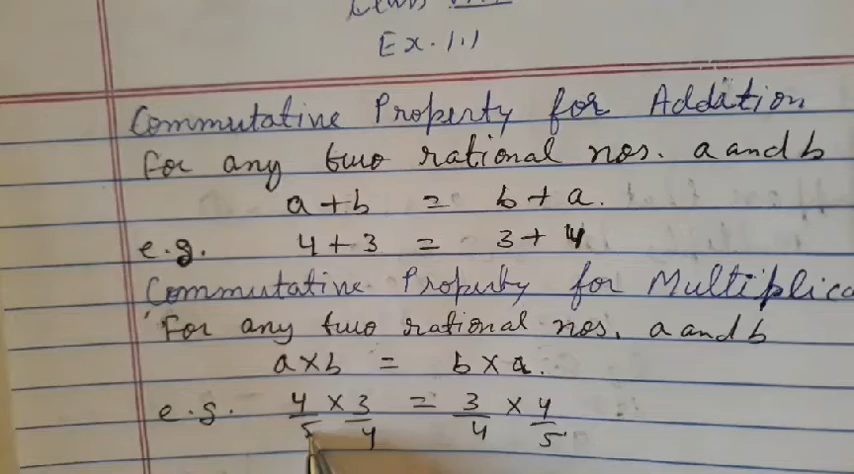 Ex. 1.1
Commutative Property for Addition
For any two rational nos. a and b
a + b = b + a.
e.g. 4 + 3 = 3 + 4
Commutative Property for Multiplica
For any two rational nos. a and b
a × b = b × a.
e.g. 4/5 × 3/4 = 3/4 × 4/5